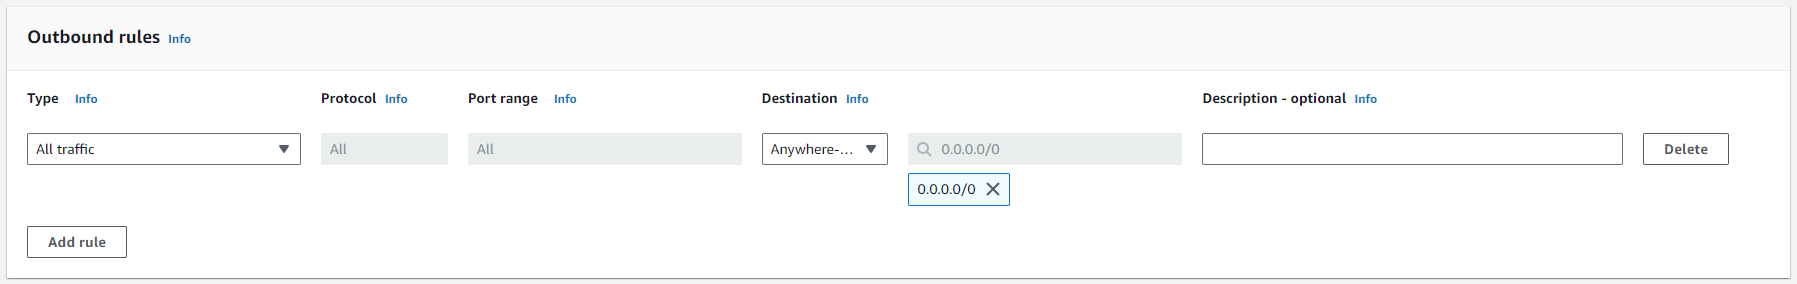 Outbound rules Info
Type Info Protocol Info Port range Info Destination Info Description - optional Info
All traffic All All Anywhere-... 0.0.0.0/0 Delete
0.0.0.0/0
Add rule